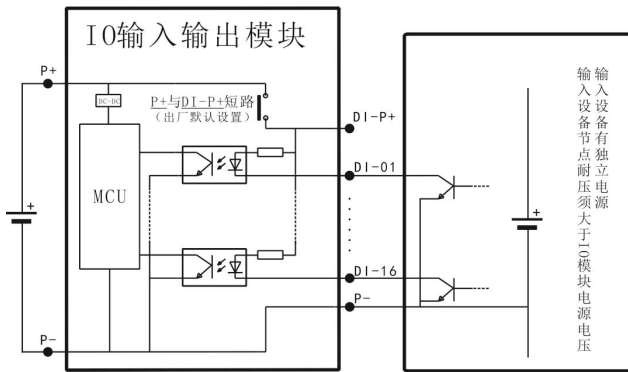 IO输入输出模块
P+
DC-DC
P+与DI-P+短路
(出厂默认设置)
DI-P+
DI-01
MCU
+
+
DI-16
P-
P-
输入设备有独立电源
输入设备节点耐压须大于IO模块电源电压